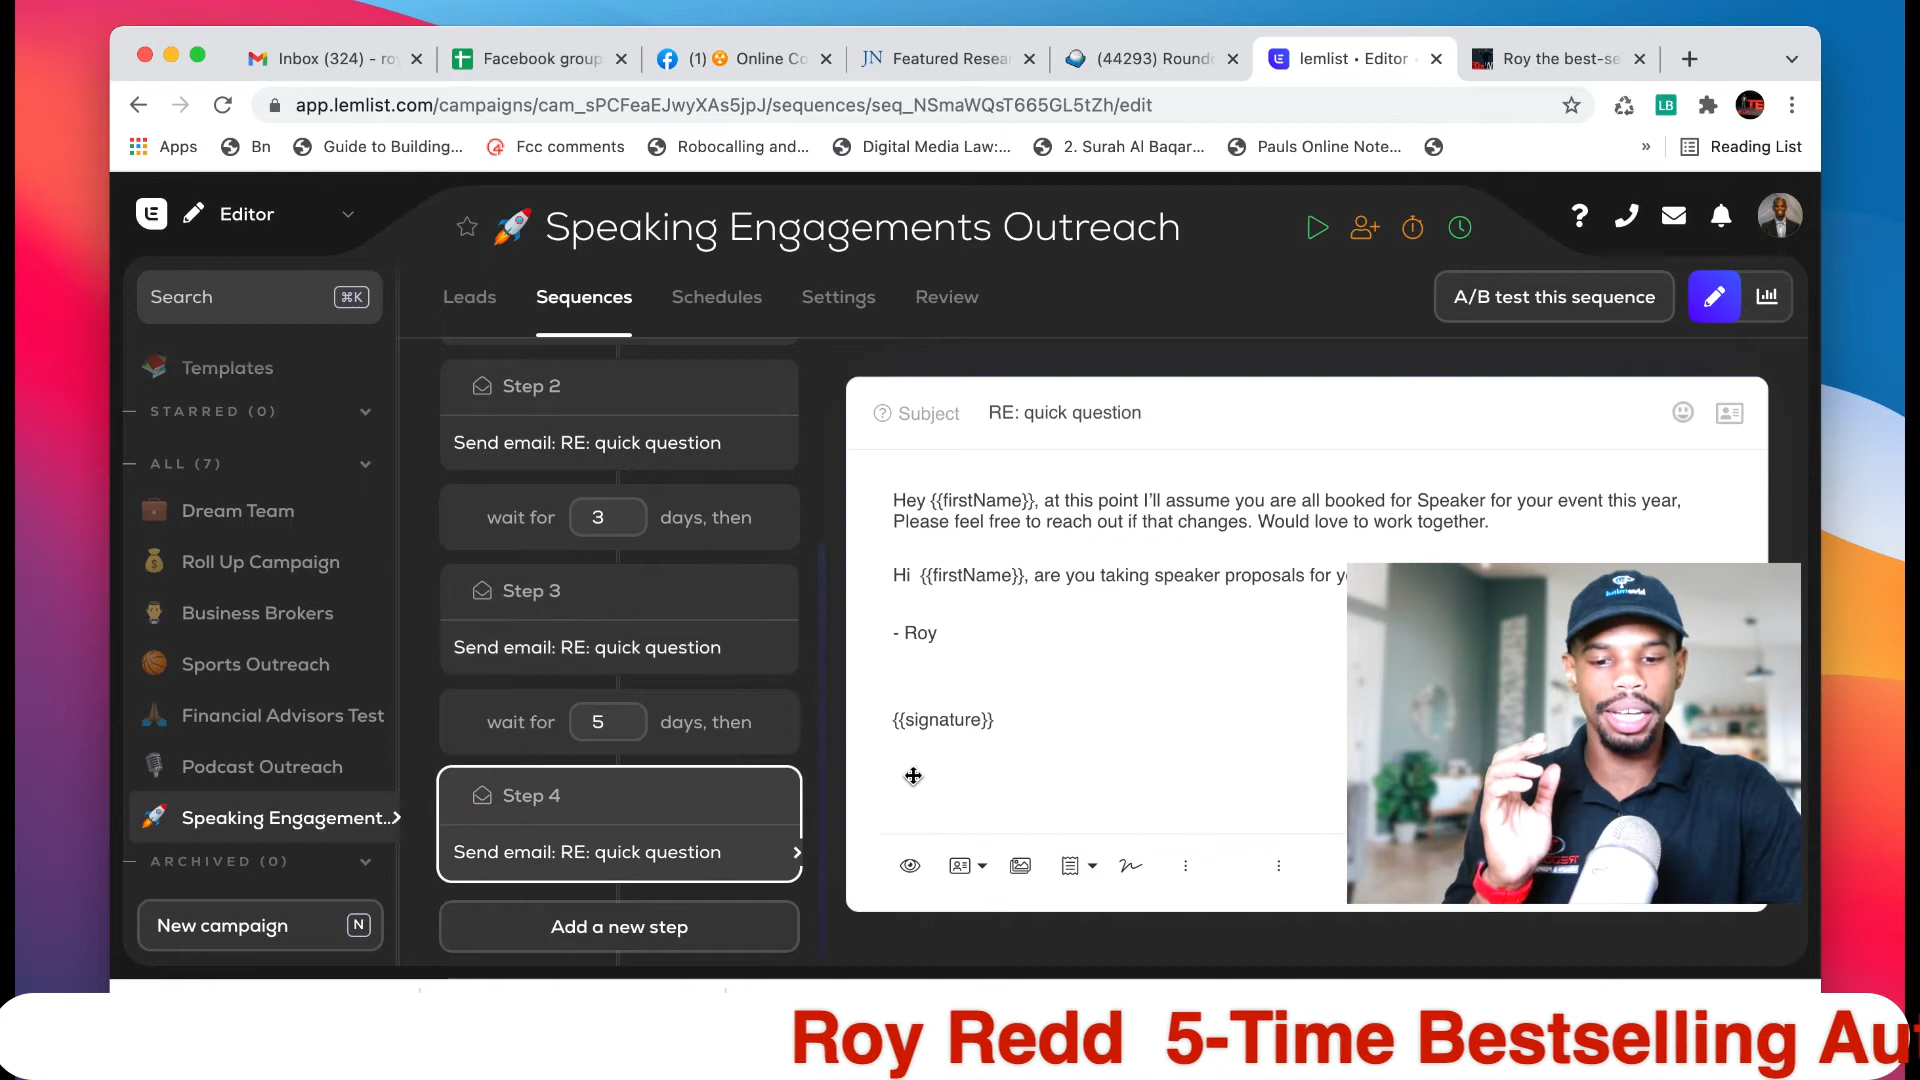 Inbox (324) - ro
Facebook group
(1) Online Co
JN Featured Resea
(44293) Round
lemlist • Editor
Roy the best-se
app.lemlist.com/campaigns/cam_sPCFeaEJwyXAs5jpJ/sequences/seq_NSmaWQsT665GL5tZh/edit
LB
Apps
Bn
Guide to Building...
Fcc comments
Robocalling and...
Digital Media Law:...
2. Surah Al Baqar...
Pauls Online Note...
»
Reading List
Editor
Speaking Engagements Outreach
Search ⌘K
Leads
Sequences
Schedules
Settings
Review
A/B test this sequence
Templates
STARRED (0)
ALL (7)
Dream Team
Roll Up Campaign
Business Brokers
Sports Outreach
Financial Advisors Test
Podcast Outreach
Speaking Engagement...
ARCHIVED (0)
New campaign N
Step 2
Send email: RE: quick question
wait for 3 days, then
Step 3
Send email: RE: quick question
wait for 5 days, then
Step 4
Send email: RE: quick question
Add a new step
Subject RE: quick question
Hey {{firstName}}, at this point I'll assume you are all booked for Speaker for your event this year,
Please feel free to reach out if that changes. Would love to work together.
Hi {{firstName}}, are you taking speaker proposals for y
- Roy
{{signature}}
Roy Redd 5-Time Bestselling Au